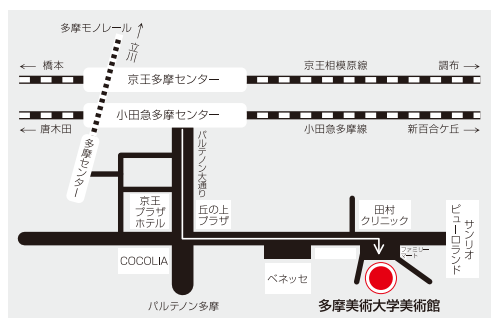 多摩モノレール
立川
← 橋本
京王相模原線
調布 →
京王多摩センター
小田急多摩センター
← 唐木田
小田急多摩線
新百合ケ丘 →
多摩センター
パルテノン大通り
京王
プラザ
ホテル
丘の上
プラザ
田村
クリニック
サンリオ
ピューロランド
COCOLIA
ベネッセ
ファミリー
マート
パルテノン多摩
多摩美術大学美術館